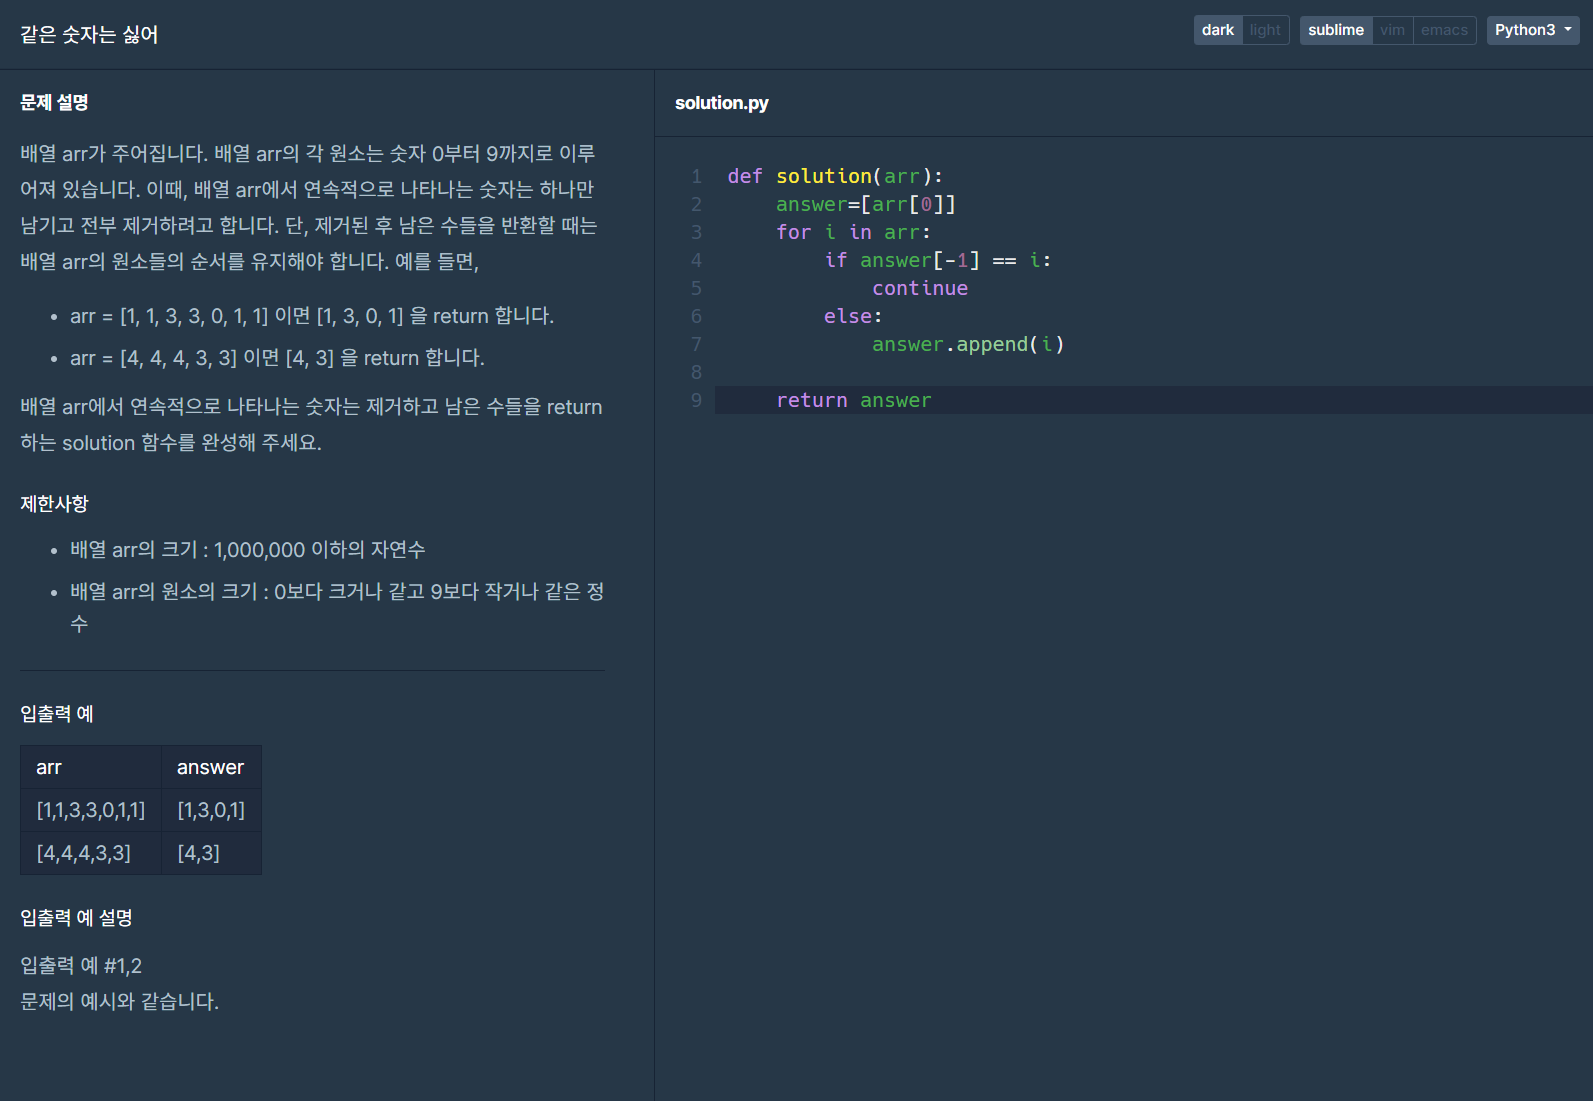 같은 숫자는 싫어
dark light sublime vim emacs Python3
문제 설명
배열 arr가 주어집니다. 배열 arr의 각 원소는 숫자 0부터 9까지로 이루
어져 있습니다. 이때, 배열 arr에서 연속적으로 나타나는 숫자는 하나만
남기고 전부 제거하려고 합니다. 단, 제거된 후 남은 수들을 반환할 때는
배열 arr의 원소들의 순서를 유지해야 합니다. 예를 들면,
• arr = [1, 1, 3, 3, 0, 1, 1] 이면 [1, 3, 0, 1] 을 return 합니다.
• arr = [4, 4, 4, 3, 3] 이면 [4, 3] 을 return 합니다.
배열 arr에서 연속적으로 나타나는 숫자는 제거하고 남은 수들을 return
하는 solution 함수를 완성해 주세요.
제한사항
• 배열 arr의 크기 : 1,000,000 이하의 자연수
• 배열 arr의 원소의 크기 : 0보다 크거나 같고 9보다 작거나 같은 정
수
입출력 예
arr answer
[1,1,3,3,0,1,1] [1,3,0,1]
[4,4,4,3,3] [4,3]
입출력 예 설명
입출력 예 #1,2
문제의 예시와 같습니다.
solution.py
1 def solution(arr):
2     answer=[arr[0]]
3     for i in arr:
4         if answer[-1] == i:
5             continue
6         else:
7             answer.append(i)
8
9     return answer